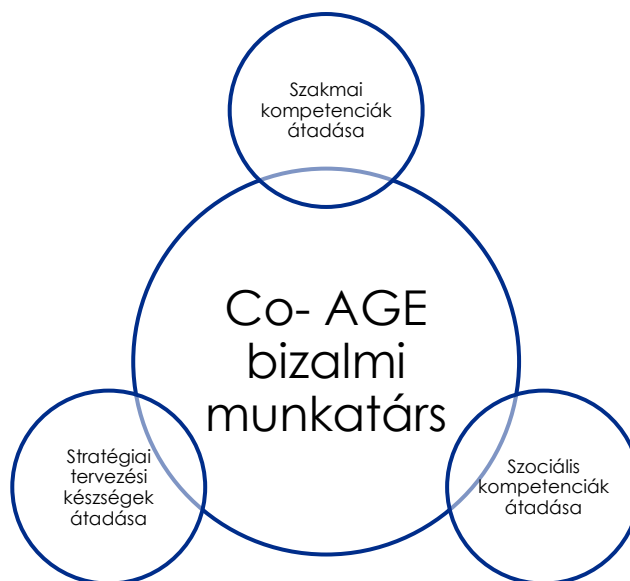 Szakmai
kompetenciák
átadása
Co- AGE
bizalmi
munkatárs
Stratégiai
tervezési
készségek
átadása
Szociális
kompetenciák
átadása